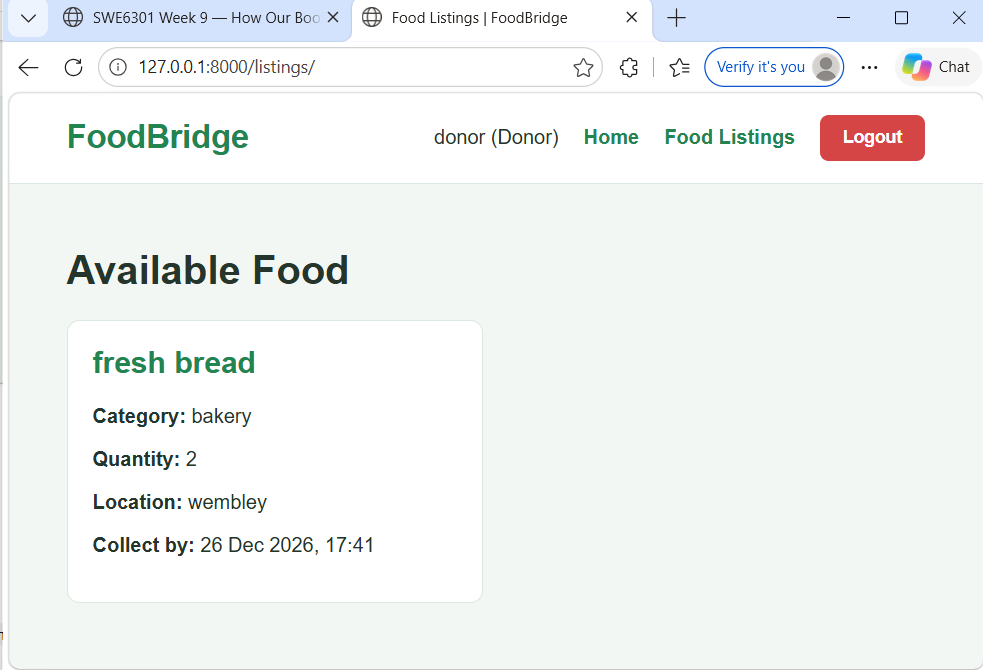 SWE6301 Week 9 — How Our Boo
Food Listings | FoodBridge
127.0.0.1:8000/listings/
Verify it's you
Chat
FoodBridge
donor (Donor)
Home
Food Listings
Logout
Available Food
fresh bread
Category: bakery
Quantity: 2
Location: wembley
Collect by: 26 Dec 2026, 17:41